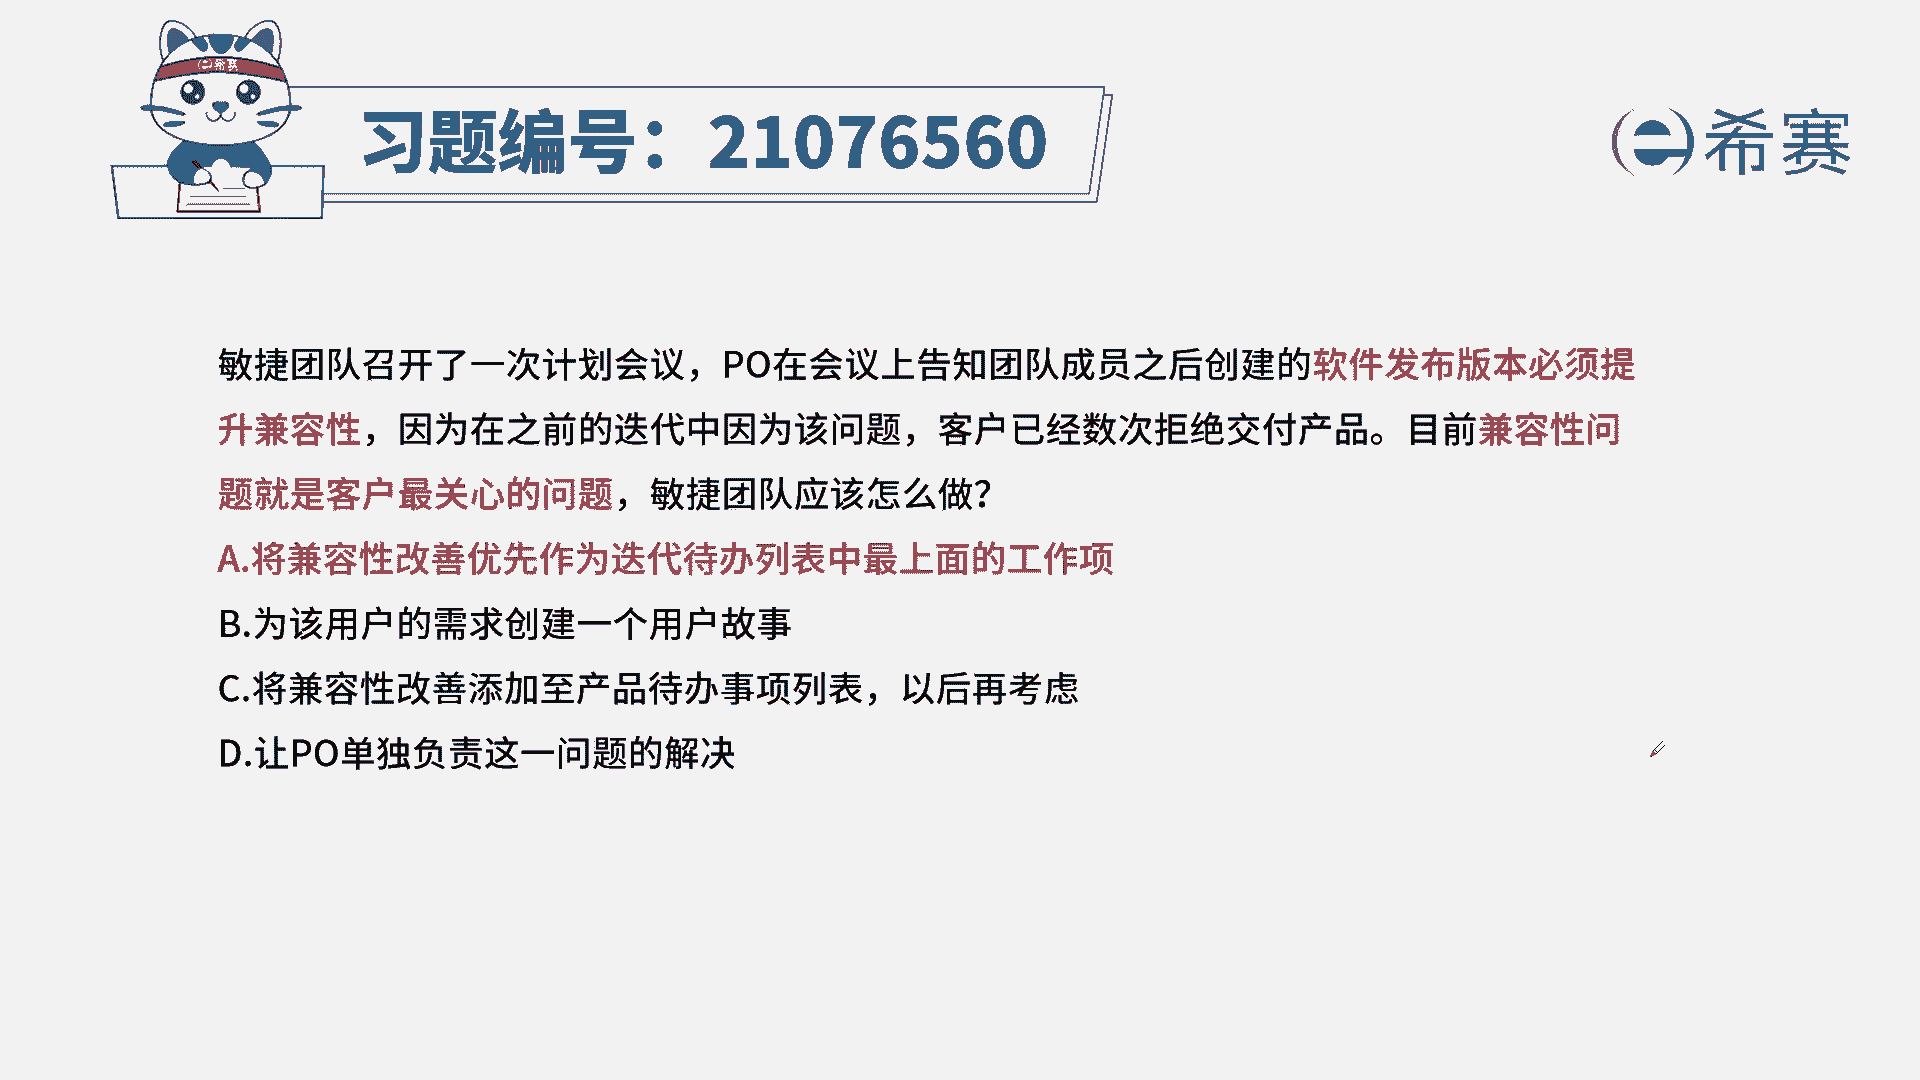 希赛
习题编号：21076560
希赛
敏捷团队召开了一次计划会议，PO在会议上告知团队成员之后创建的软件发布版本必须提
升兼容性，因为在之前的迭代中因为该问题，客户已经数次拒绝交付产品。目前兼容性问
题就是客户最关心的问题，敏捷团队应该怎么做？
A.将兼容性改善优先作为迭代待办列表中最上面的工作项
B.为该用户的需求创建一个用户故事
C.将兼容性改善添加至产品待办事项列表，以后再考虑
D.让PO单独负责这一问题的解决